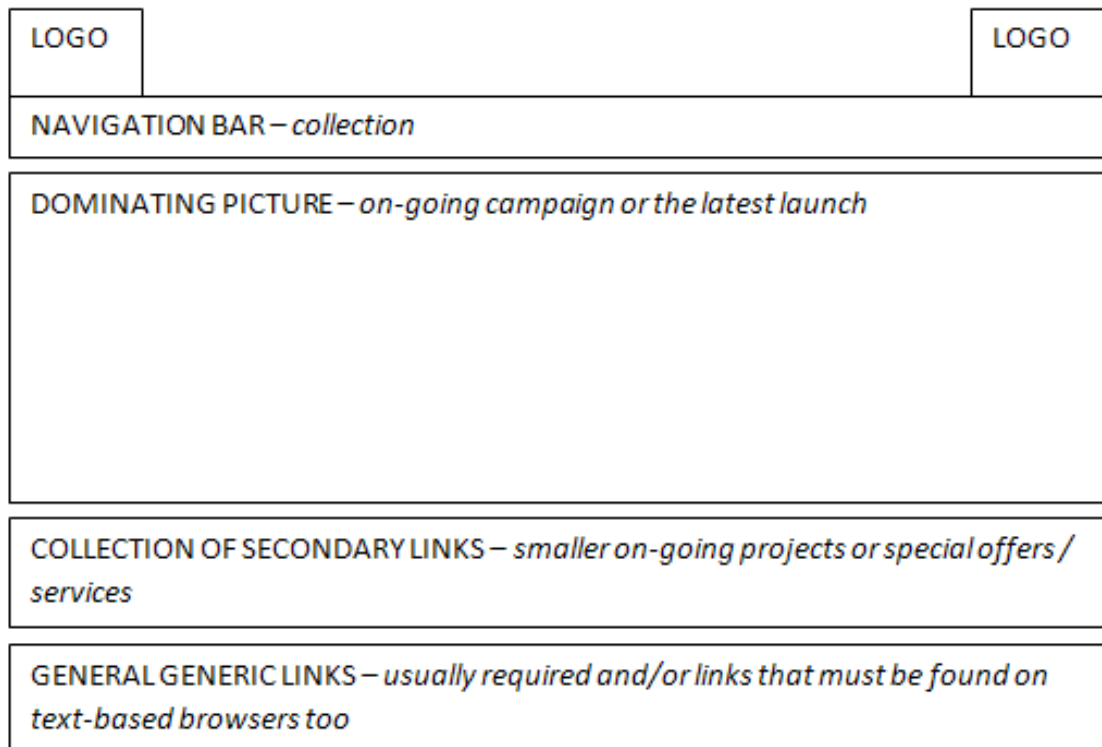 LOGO
LOGO
NAVIGATION BAR – collection
DOMINATING PICTURE – on-going campaign or the latest launch
COLLECTION OF SECONDARY LINKS – smaller on-going projects or special offers /
services
GENERAL GENERIC LINKS – usually required and/or links that must be found on
text-based browsers too